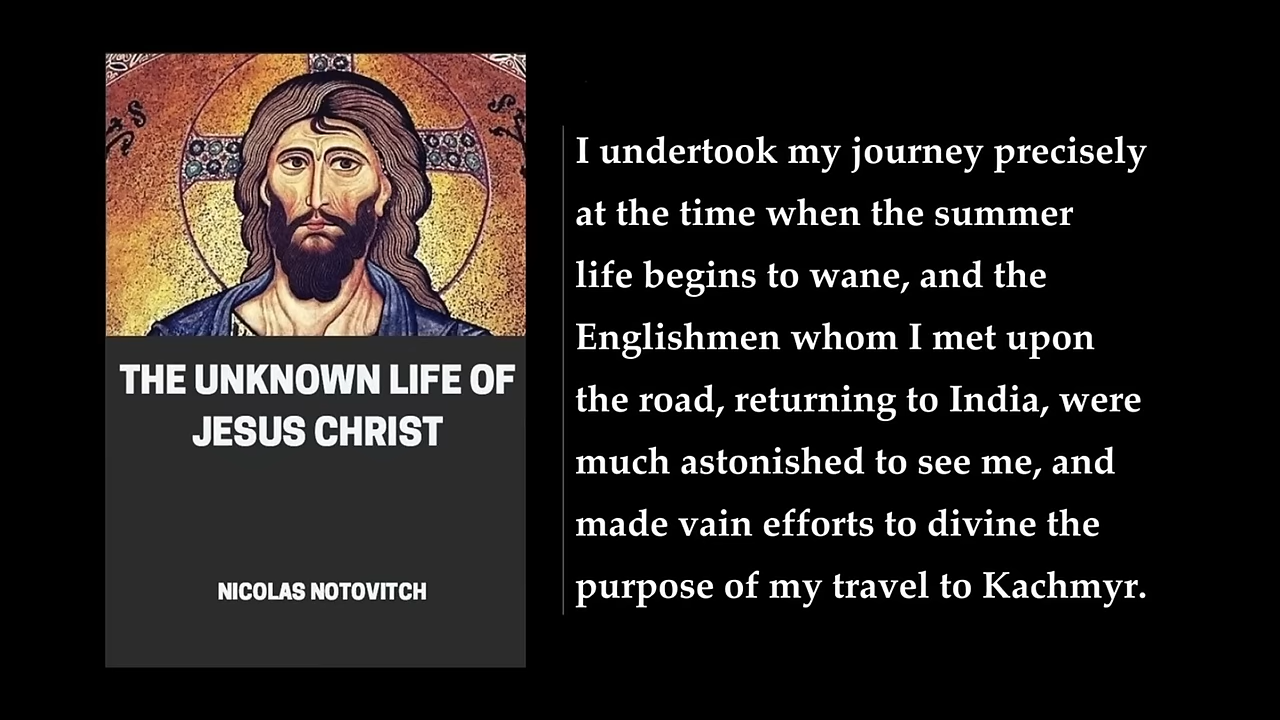 THE UNKNOWN LIFE OF
JESUS CHRIST
NICOLAS NOTOVITCH
I undertook my journey precisely
at the time when the summer
life begins to wane, and the
Englishmen whom I met upon
the road, returning to India, were
much astonished to see me, and
made vain efforts to divine the
purpose of my travel to Kachmyr.